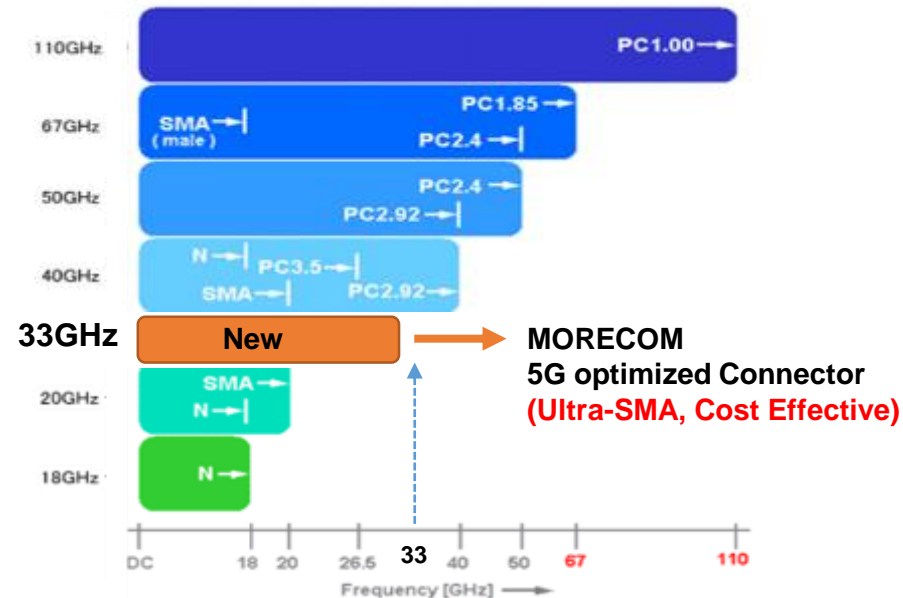 110GHz
PC1.00
67GHz
PC1.85
SMA
( male )
PC2.4
50GHz
PC2.4
PC2.92
40GHz
N
PC3.5
SMA
PC2.92
33GHz
New
MORECOM
5G optimized Connector
(Ultra-SMA, Cost Effective)
20GHz
SMA
N
18GHz
N
DC 18 20 26.5 33 40 50 67 110
Frequency [GHz]